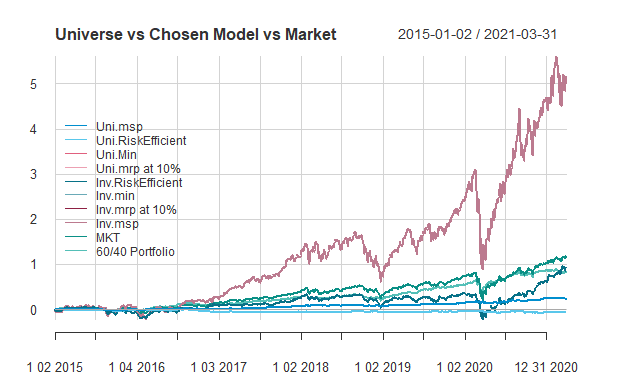 Universe vs Chosen Model vs Market
2015-01-02 / 2021-03-31
5
4
3
2
1
0
Uni.msp
Uni.RiskEfficient
Uni.Min
Uni.mrp at 10%
Inv.RiskEfficient
Inv.min
Inv.mrp at 10%
Inv.msp
MKT
60/40 Portfolio
1 02 2015
1 04 2016
1 03 2017
1 02 2018
1 02 2019
1 02 2020
12 31 2020